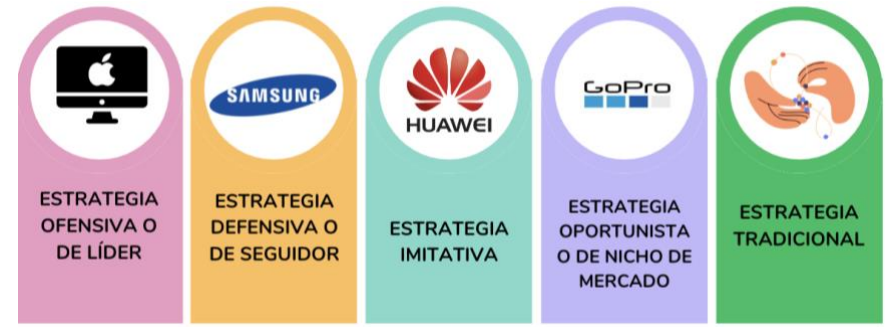 SAMSUNG
HUAWEI
GoPro
ESTRATEGIA
OFENSIVA O
DE LÍDER
ESTRATEGIA
DEFENSIVA O
DE SEGUIDOR
ESTRATEGIA
IMITATIVA
ESTRATEGIA
OPORTUNISTA
O DE NICHO DE
MERCADO
ESTRATEGIA
TRADICIONAL